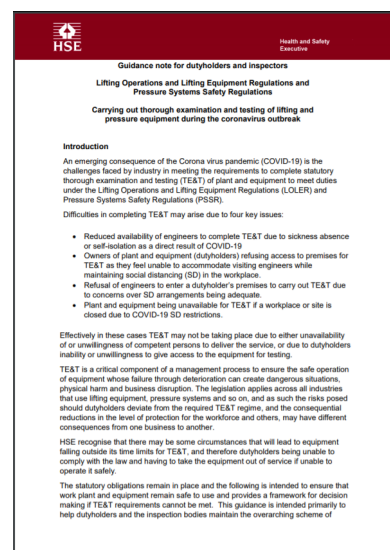 HSE
Health and Safety
Executive
Guidance note for dutyholders and inspectors
Lifting Operations and Lifting Equipment Regulations and
Pressure Systems Safety Regulations
Carrying out thorough examination and testing of lifting and
pressure equipment during the coronavirus outbreak
Introduction
An emerging consequence of the Corona virus pandemic (COVID-19) is the
challenges faced by industry in meeting the requirements to complete statutory
thorough examination and testing (TE&T) of plant and equipment to meet duties
under the Lifting Operations and Lifting Equipment Regulations (LOLER) and
Pressure Systems Safety Regulations (PSSR).
Difficulties in completing TE&T may arise due to four key issues:
• Reduced availability of engineers to complete TE&T due to sickness absence
or self-isolation as a direct result of COVID-19
• Owners of plant and equipment (dutyholders) refusing access to premises for
TE&T as they feel unable to accommodate visiting engineers while
maintaining social distancing (SD) in the workplace.
• Refusal of engineers to enter a dutyholder's premises to carry out TE&T due
to concerns over SD arrangements being adequate.
• Plant and equipment being unavailable for TE&T if a workplace or site is
closed due to COVID-19 SD restrictions.
Effectively in these cases TE&T may not be taking place due to either unavailability
of or unwillingness of competent persons to deliver the service, or due to dutyholders
inability or unwillingness to give access to the equipment for testing.
TE&T is a critical component of a management process to ensure the safe operation
of equipment whose failure through deterioration can create dangerous situations,
physical harm and business disruption. The legislation applies across all industries
that use lifting equipment, pressure systems and so on, and as such the risks posed
should dutyholders deviate from the required TE&T regime, and the consequential
reductions in the level of protection for the workforce and others, may have different
consequences from one business to another.
HSE recognise that there may be some circumstances that will lead to equipment
falling outside its time limits for TE&T, and therefore dutyholders being unable to
comply with the law and having to take the equipment out of service if unable to
operate it safely.
The statutory obligations remain in place and the following is intended to ensure that
work plant and equipment remain safe to use and provides a framework for decision
making if TE&T requirements cannot be met. This guidance is intended primarily to
help dutyholders and the inspection bodies maintain the overarching scheme of